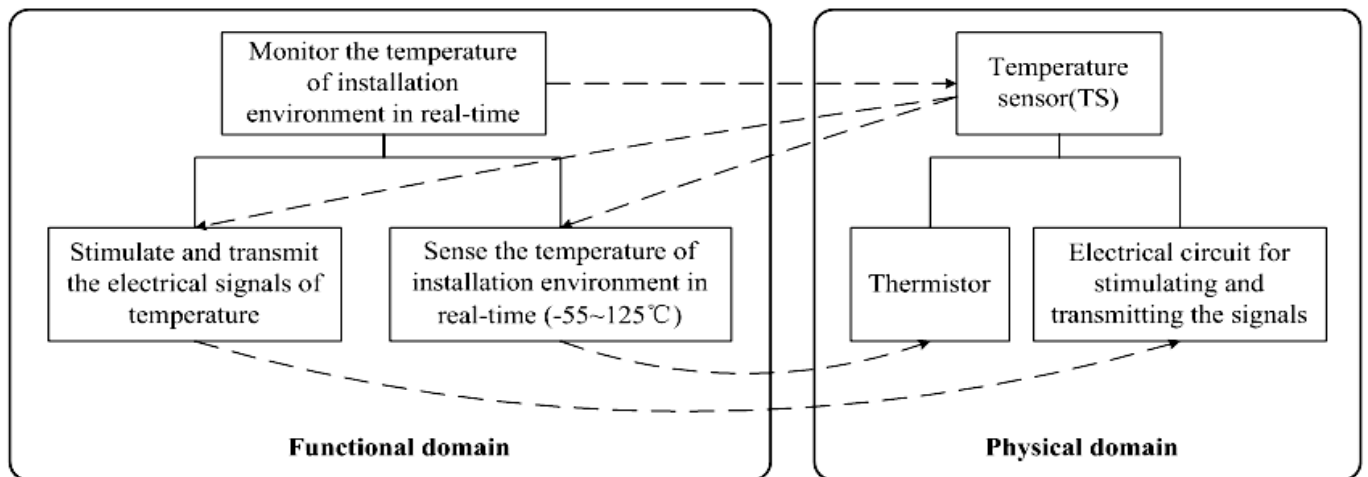 Monitor the temperature
of installation
environment in real-time
Stimulate and transmit
the electrical signals of
temperature
Sense the temperature of
installation environment in
real-time (-55~125℃)
Functional domain
Temperature
sensor(TS)
Thermistor
Electrical circuit for
stimulating and
transmitting the signals
Physical domain